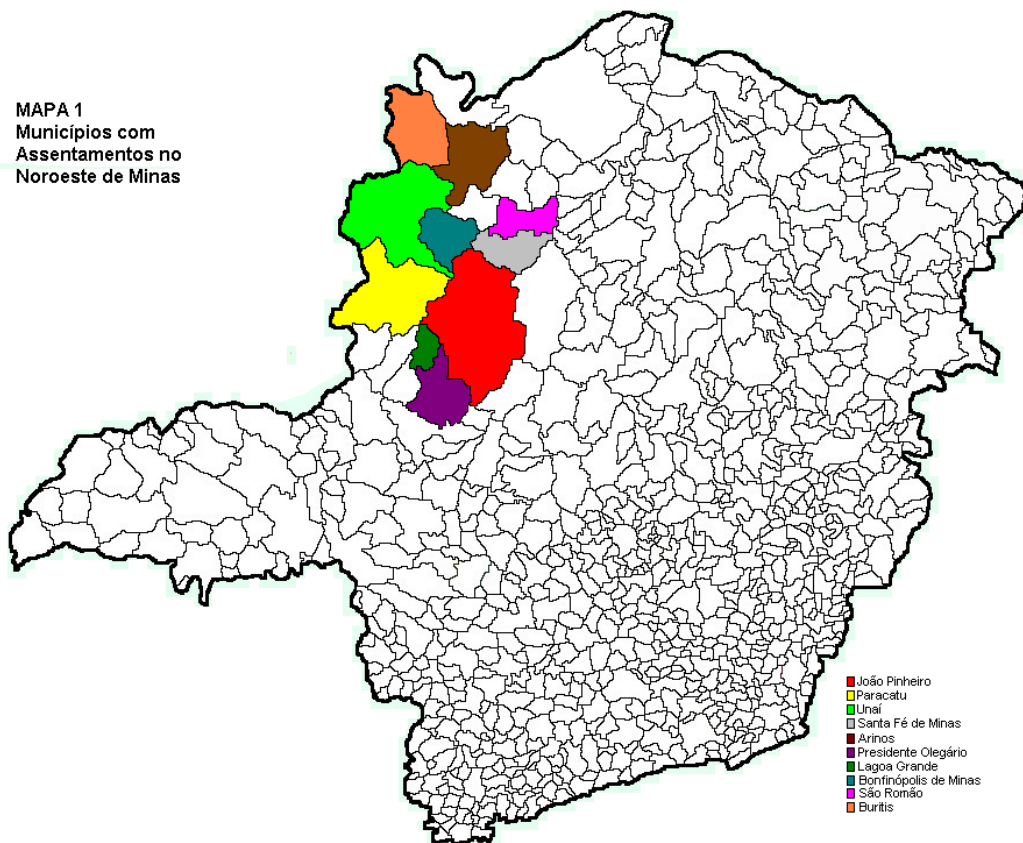 MAPA 1
Municípios com
Assentamentos no
Noroeste de Minas
João Pinheiro
Paracatu
Unaí
Santa Fé de Minas
Arinos
Presidente Olegário
Lagoa Grande
Bonfinópolis de Minas
São Romão
Buritis